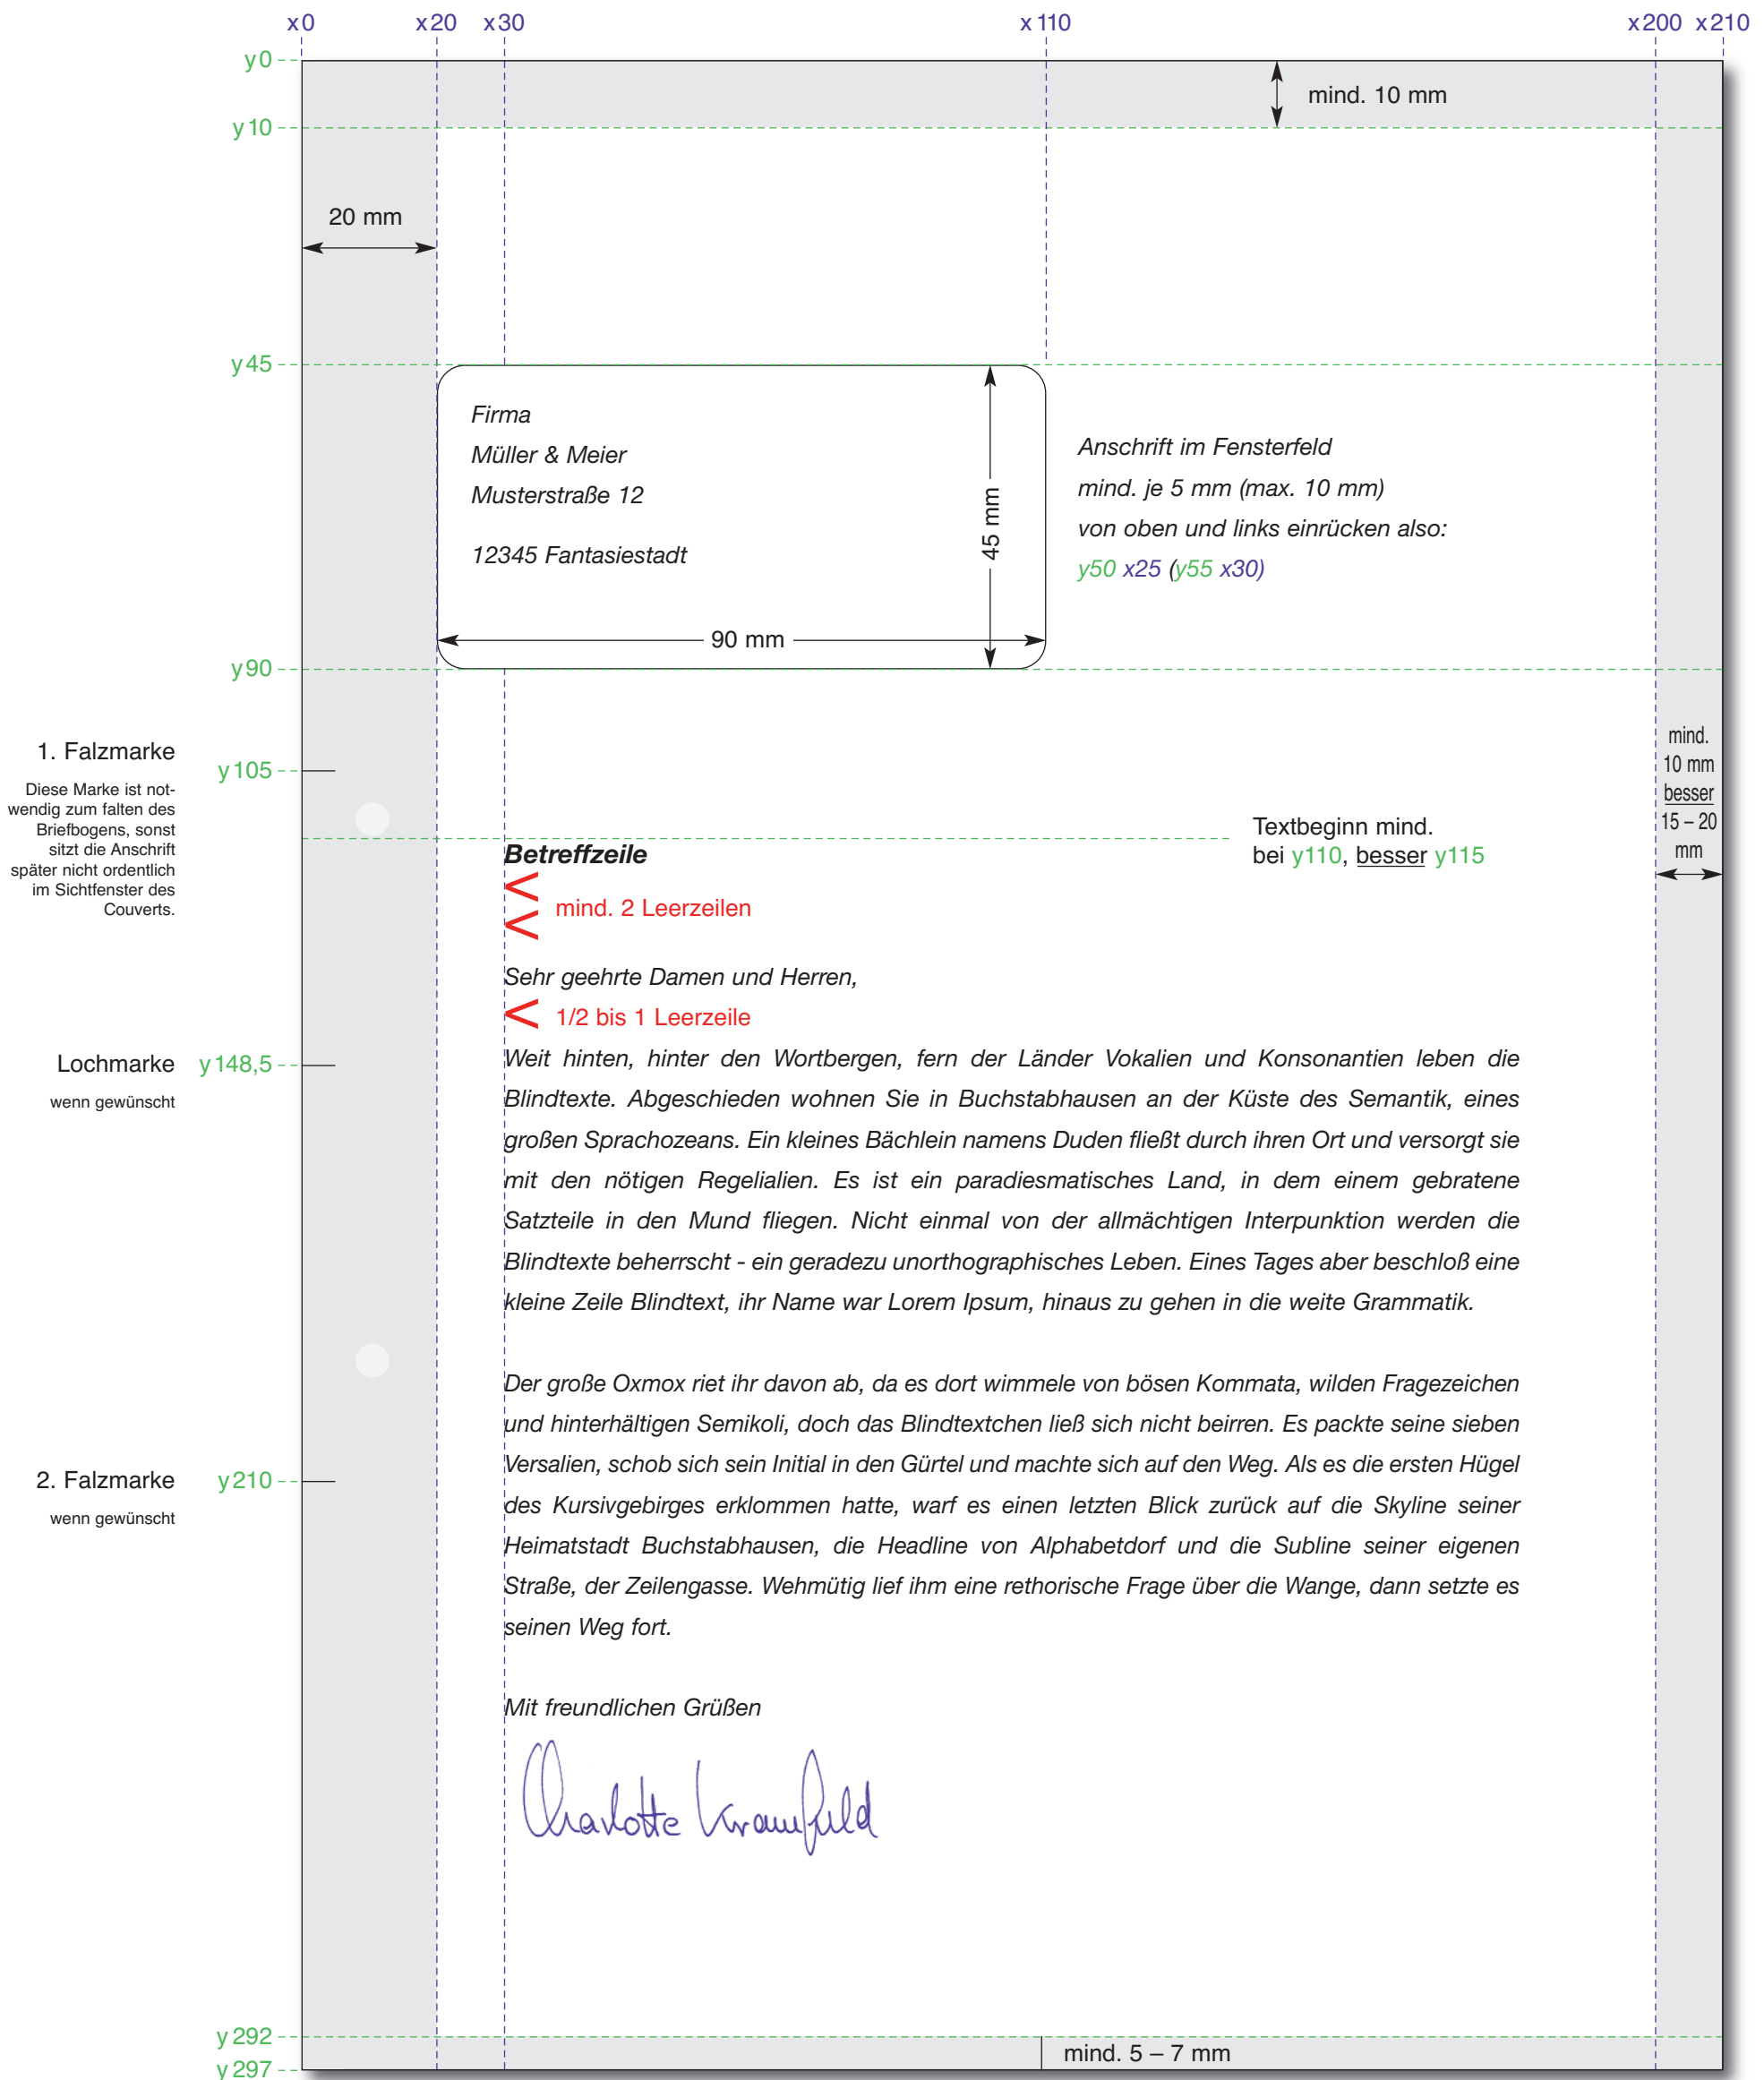 x0 x20 x30 x110 x200 x210
y0
mind. 10 mm
y10
20 mm
y45
Firma
Müller & Meier
Musterstraße 12
12345 Fantasiestadt
45 mm
90 mm
Anschrift im Fensterfeld
mind. je 5 mm (max. 10 mm)
von oben und links einrücken also:
y50 x25 (y55 x30)
y90
1. Falzmarke
Diese Marke ist not-
wendig zum falten des
Briefbogens, sonst
sitzt die Anschrift
später nicht ordentlich
im Sichtfenster des
Couverts.
y105
mind.
10 mm
besser
15 – 20
mm
Textbeginn mind.
bei y110, besser y115
Betreffzeile
<
<
mind. 2 Leerzeilen
Sehr geehrte Damen und Herren,
< 1/2 bis 1 Leerzeile
Lochmarke y148,5
wenn gewünscht
Weit hinten, hinter den Wortbergen, fern der Länder Vokalien und Konsonantien leben die
Blindtexte. Abgeschieden wohnen Sie in Buchstabhausen an der Küste des Semantik, eines
großen Sprachozeans. Ein kleines Bächlein namens Duden fließt durch ihren Ort und versorgt sie
mit den nötigen Regelialien. Es ist ein paradiesmatisches Land, in dem einem gebratene
Satzteile in den Mund fliegen. Nicht einmal von der allmächtigen Interpunktion werden die
Blindtexte beherrscht - ein geradezu unorthographisches Leben. Eines Tages aber beschloß eine
kleine Zeile Blindtext, ihr Name war Lorem Ipsum, hinaus zu gehen in die weite Grammatik.
Der große Oxmox riet ihr davon ab, da es dort wimmele von bösen Kommata, wilden Fragezeichen
und hinterhältigen Semikoli, doch das Blindtextchen ließ sich nicht beirren. Es packte seine sieben
Versalien, schob sich sein Initial in den Gürtel und machte sich auf den Weg. Als es die ersten Hügel
des Kursivgebirges erklommen hatte, warf es einen letzten Blick zurück auf die Skyline seiner
Heimatstadt Buchstabhausen, die Headline von Alphabetdorf und die Subline seiner eigenen
Straße, der Zeilengasse. Wehmütig lief ihm eine rethorische Frage über die Wange, dann setzte es
seinen Weg fort.
2. Falzmarke y210
wenn gewünscht
Mit freundlichen Grüßen
Charlotte
y292
mind. 5 – 7 mm
y297